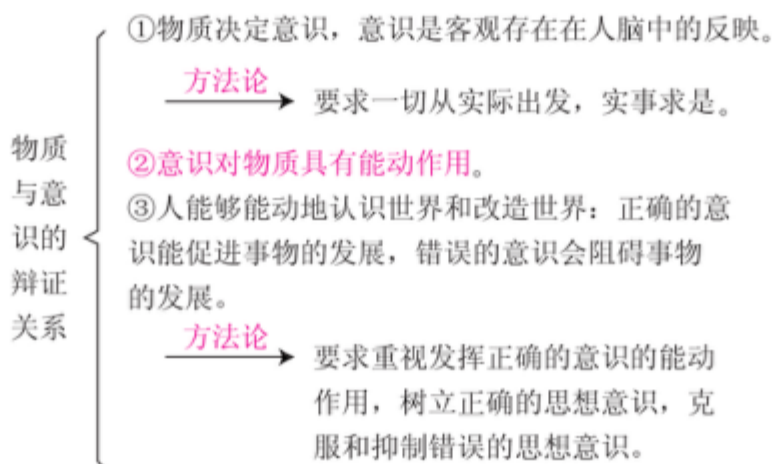 ①物质决定意识，意识是客观存在在人脑中的反映。
方法论
要求一切从实际出发，实事求是。
物质
与意
识的
辩证
关系
②意识对物质具有能动作用。
③人能够能动地认识世界和改造世界：正确的意
识能促进事物的发展，错误的意识会阻碍事物
的发展。
方法论
要求重视发挥正确的意识的能动
作用，树立正确的思想意识，克
服和抑制错误的思想意识。